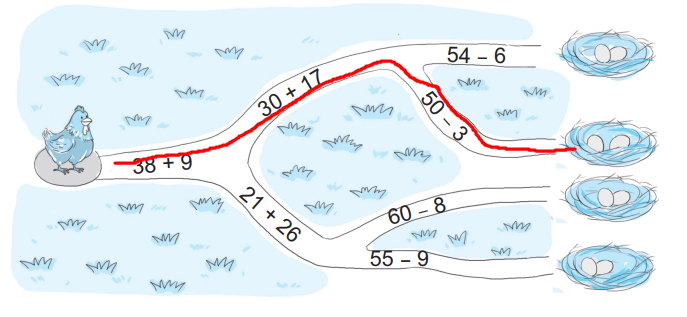 54 – 6
30 + 17
50 – 3
38 + 9
21 + 26
60 – 8
55 – 9